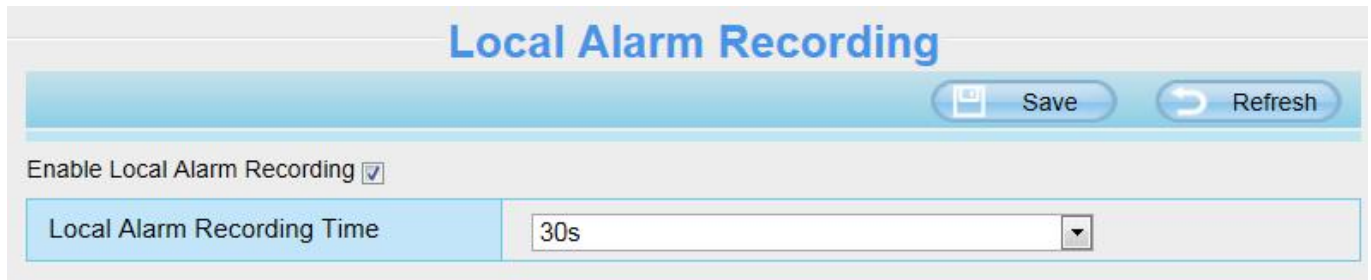 Local Alarm Recording
Save Refresh
Enable Local Alarm Recording
Local Alarm Recording Time 30s